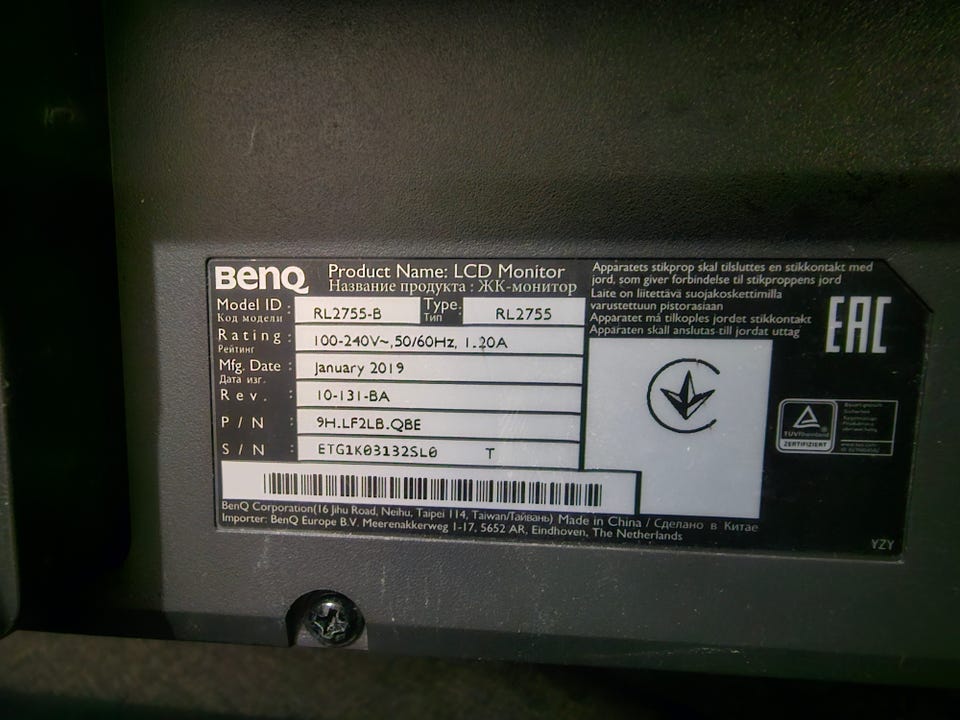 BenQ
Product Name: LCD Monitor
Название продукта : ЖК-монитор
Model ID : RL2755-B Type: RL2755
Код модели Тип
Rating : 100-240V~,50/60Hz, 1.20A
Рейтинг
Mfg. Date : January 2019
Дата изг.
Rev. : 10-131-BA
P / N : 9H.LF2LB.QBE
S / N : ETG1K03132SL0 T
BenQ Corporation(16 Jihu Road, Neihu, Taipei 114, Taiwan/Тайвань) Made in China / Сделано в Китае
Importer: BenQ Europe B.V. Meerenakkerweg 1-17, 5652 AR, Eindhoven, The Netherlands
Apparatets stikprop skal tilsluttes en stikkontakt med
jord, som giver forbindelse til stikproppens jord
Laite on liitettävä suojakoskettimilla
varustettuun pistorasiaan
Apparatet må tilkoples jordet stikkontakt
Apparaten skall anslutas-till jordat uttag
EAC
TÜVRheinland
ZERTIFIZIERT
Bauart geprüft
Sicherheit
YZY